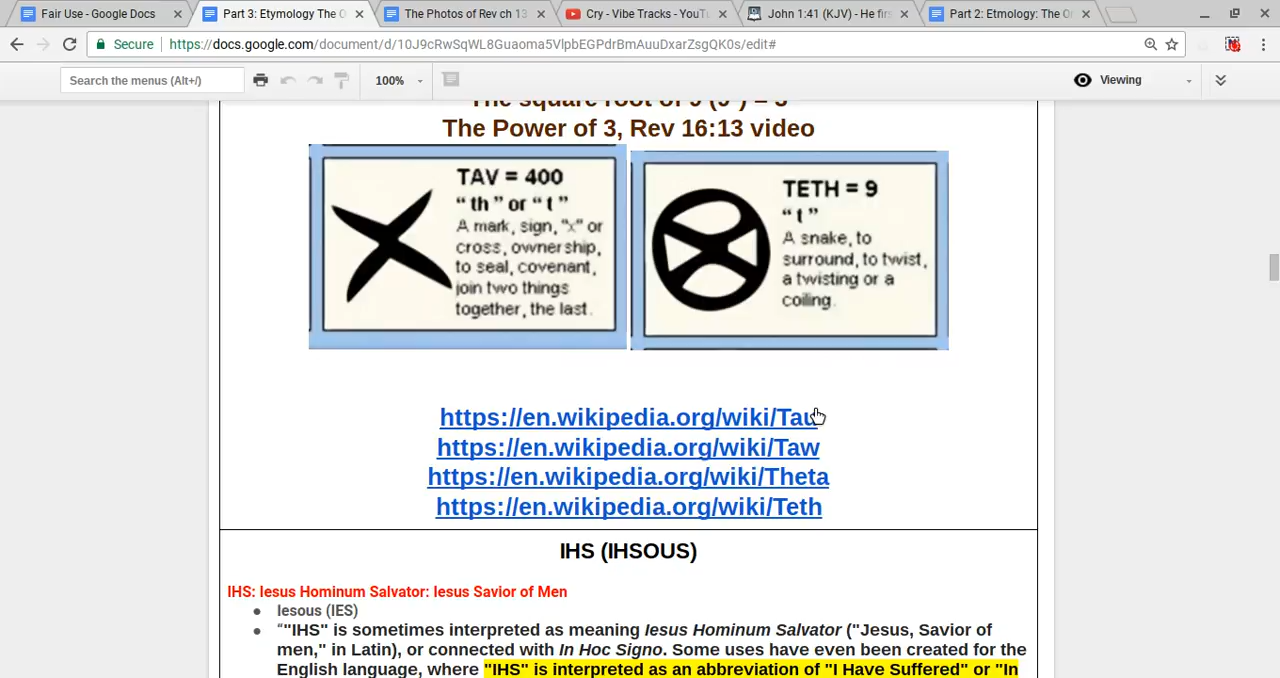 Fair Use - Google Docs
Part 3: Etymology The O
The Photos of Rev ch 13
Cry - Vibe Tracks - YouTu
John 1:41 (KJV) - He firs
Part 2: Etmology: The Or
Secure
https://docs.google.com/document/d/10J9cRwSqWL8Guaoma5VlpbEGPdrBmAuuDxarZsgQK0s/edit#
Search the menus (Alt+/)
100%
Viewing
The square root of 9
The Power of 3, Rev 16:13 video
TAV = 400
“ th ” or “ t ”
A mark, sign, "x" or
cross, ownership,
to seal, covenant,
join two things
together, the last.
TETH = 9
“ t ”
A snake, to
surround, to twist,
a twisting or a
coiling.
https://en.wikipedia.org/wiki/Tau
https://en.wikipedia.org/wiki/Taw
https://en.wikipedia.org/wiki/Theta
https://en.wikipedia.org/wiki/Teth
IHS (IHSOUS)
IHS: Iesus Hominum Salvator: Iesus Savior of Men
● Iesous (IES)
● “"IHS" is sometimes interpreted as meaning Iesus Hominum Salvator ("Jesus, Savior of
men," in Latin), or connected with In Hoc Signo. Some uses have even been created for the
English language, where "IHS" is interpreted as an abbreviation of "I Have Suffered" or "In